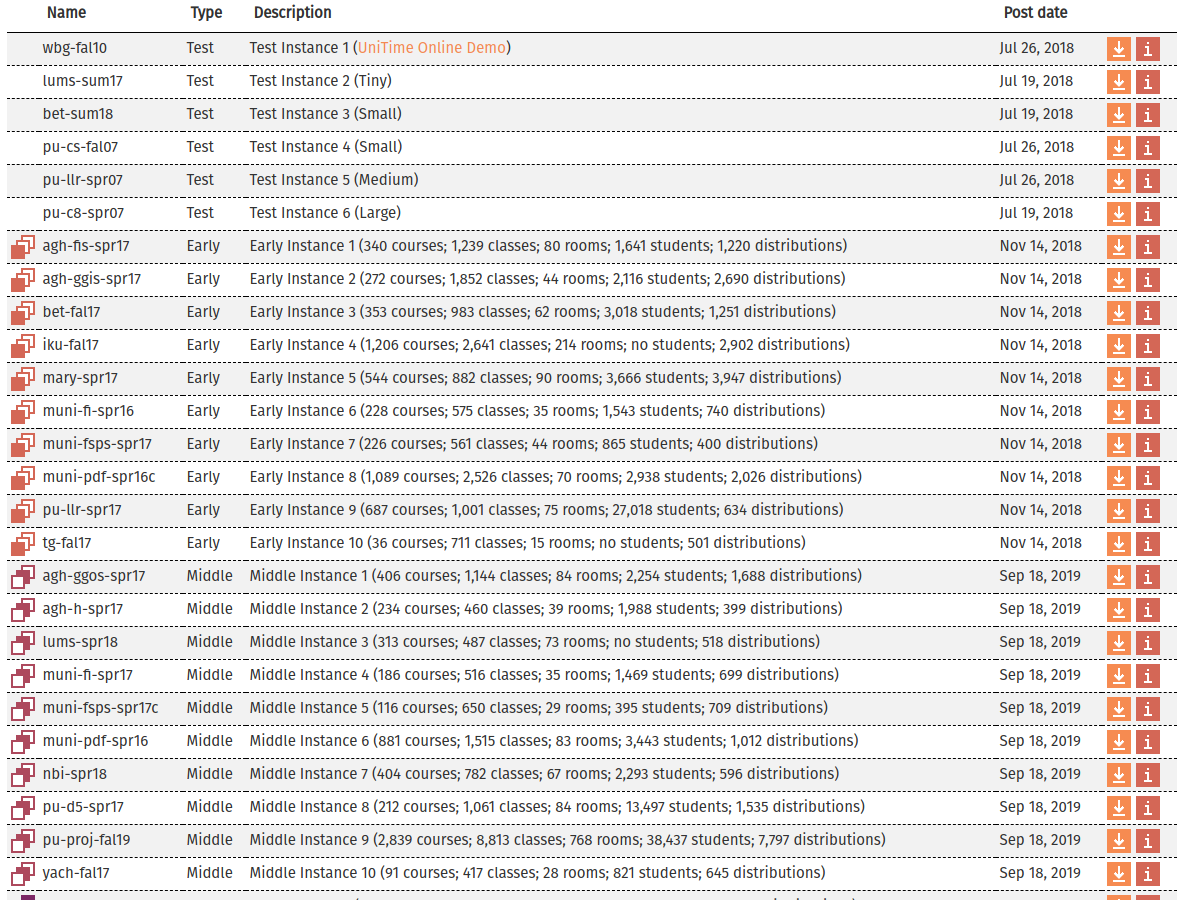 Name Type Description Post date
wbg-fal10 Test Test Instance 1 (UniTime Online Demo) Jul 26, 2018
lums-sum17 Test Test Instance 2 (Tiny) Jul 19, 2018
bet-sum18 Test Test Instance 3 (Small) Jul 19, 2018
pu-cs-fal07 Test Test Instance 4 (Small) Jul 26, 2018
pu-llr-spr07 Test Test Instance 5 (Medium) Jul 26, 2018
pu-c8-spr07 Test Test Instance 6 (Large) Jul 19, 2018
agh-fis-spr17 Early Early Instance 1 (340 courses; 1,239 classes; 80 rooms; 1,641 students; 1,220 distributions) Nov 14, 2018
agh-ggis-spr17 Early Early Instance 2 (272 courses; 1,852 classes; 44 rooms; 2,116 students; 2,690 distributions) Nov 14, 2018
bet-fal17 Early Early Instance 3 (353 courses; 983 classes; 62 rooms; 3,018 students; 1,251 distributions) Nov 14, 2018
iku-fal17 Early Early Instance 4 (1,206 courses; 2,641 classes; 214 rooms; no students; 2,902 distributions) Nov 14, 2018
mary-spr17 Early Early Instance 5 (544 courses; 882 classes; 90 rooms; 3,666 students; 3,947 distributions) Nov 14, 2018
muni-fi-spr16 Early Early Instance 6 (228 courses; 575 classes; 35 rooms; 1,543 students; 740 distributions) Nov 14, 2018
muni-fsps-spr17 Early Early Instance 7 (226 courses; 561 classes; 44 rooms; 865 students; 400 distributions) Nov 14, 2018
muni-pdf-spr16c Early Early Instance 8 (1,089 courses; 2,526 classes; 70 rooms; 2,938 students; 2,026 distributions) Nov 14, 2018
pu-llr-spr17 Early Early Instance 9 (687 courses; 1,001 classes; 75 rooms; 27,018 students; 634 distributions) Nov 14, 2018
tg-fal17 Early Early Instance 10 (36 courses; 711 classes; 15 rooms; no students; 501 distributions) Nov 14, 2018
agh-ggos-spr17 Middle Middle Instance 1 (406 courses; 1,144 classes; 84 rooms; 2,254 students; 1,688 distributions) Sep 18, 2019
agh-h-spr17 Middle Middle Instance 2 (234 courses; 460 classes; 39 rooms; 1,988 students; 399 distributions) Sep 18, 2019
lums-spr18 Middle Middle Instance 3 (313 courses; 487 classes; 73 rooms; no students; 518 distributions) Sep 18, 2019
muni-fi-spr17 Middle Middle Instance 4 (186 courses; 516 classes; 35 rooms; 1,469 students; 699 distributions) Sep 18, 2019
muni-fsps-spr17c Middle Middle Instance 5 (116 courses; 650 classes; 29 rooms; 395 students; 709 distributions) Sep 18, 2019
muni-pdf-spr16 Middle Middle Instance 6 (881 courses; 1,515 classes; 83 rooms; 3,443 students; 1,012 distributions) Sep 18, 2019
nbi-spr18 Middle Middle Instance 7 (404 courses; 782 classes; 67 rooms; 2,293 students; 596 distributions) Sep 18, 2019
pu-d5-spr17 Middle Middle Instance 8 (212 courses; 1,061 classes; 84 rooms; 13,497 students; 1,535 distributions) Sep 18, 2019
pu-proj-fal19 Middle Middle Instance 9 (2,839 courses; 8,813 classes; 768 rooms; 38,437 students; 7,797 distributions) Sep 18, 2019
yach-fal17 Middle Middle Instance 10 (91 courses; 417 classes; 28 rooms; 821 students; 645 distributions) Sep 18, 2019